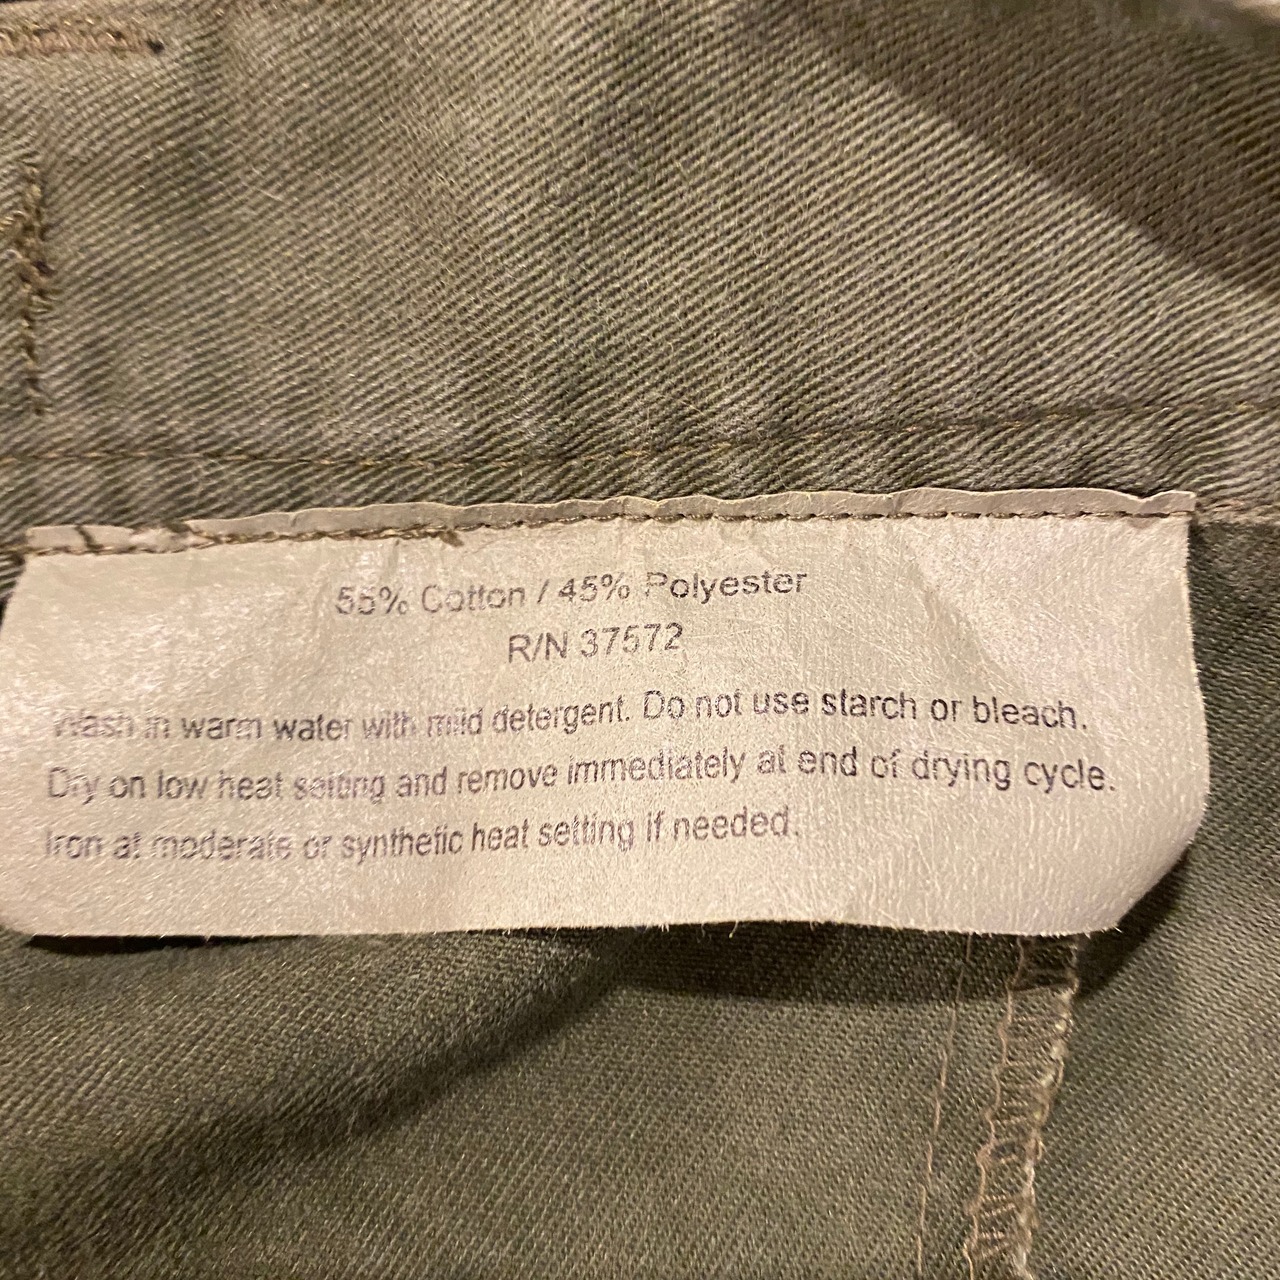 55% Cotton / 45% Polyester
R/N 37572
Wash in warm water with mild detergent. Do not use starch or bleach.
Dry on low heat setting and remove immediately at end of drying cycle.
Iron at moderate or synthetic heat setting if needed.